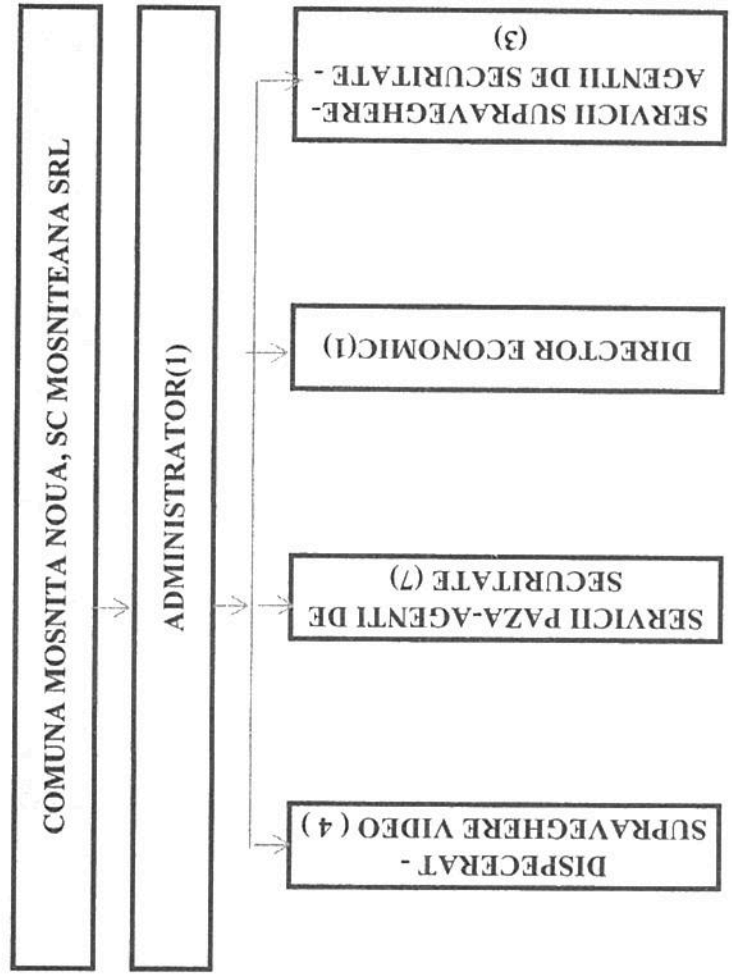 COMUNA MOSNITA NOUA, SC MOSNITEANA SRL
ADMINISTRATOR(1)
DISPECERAT -
SUPRAVEGHERE VIDEO ( 4 )
SERVICII PAZA-AGENTI DE
SECURITATE (7)
DIRECTOR ECONOMIC(1)
SERVICII SUPRAVEGHERE-
AGENTII DE SECURITATE -
(3)